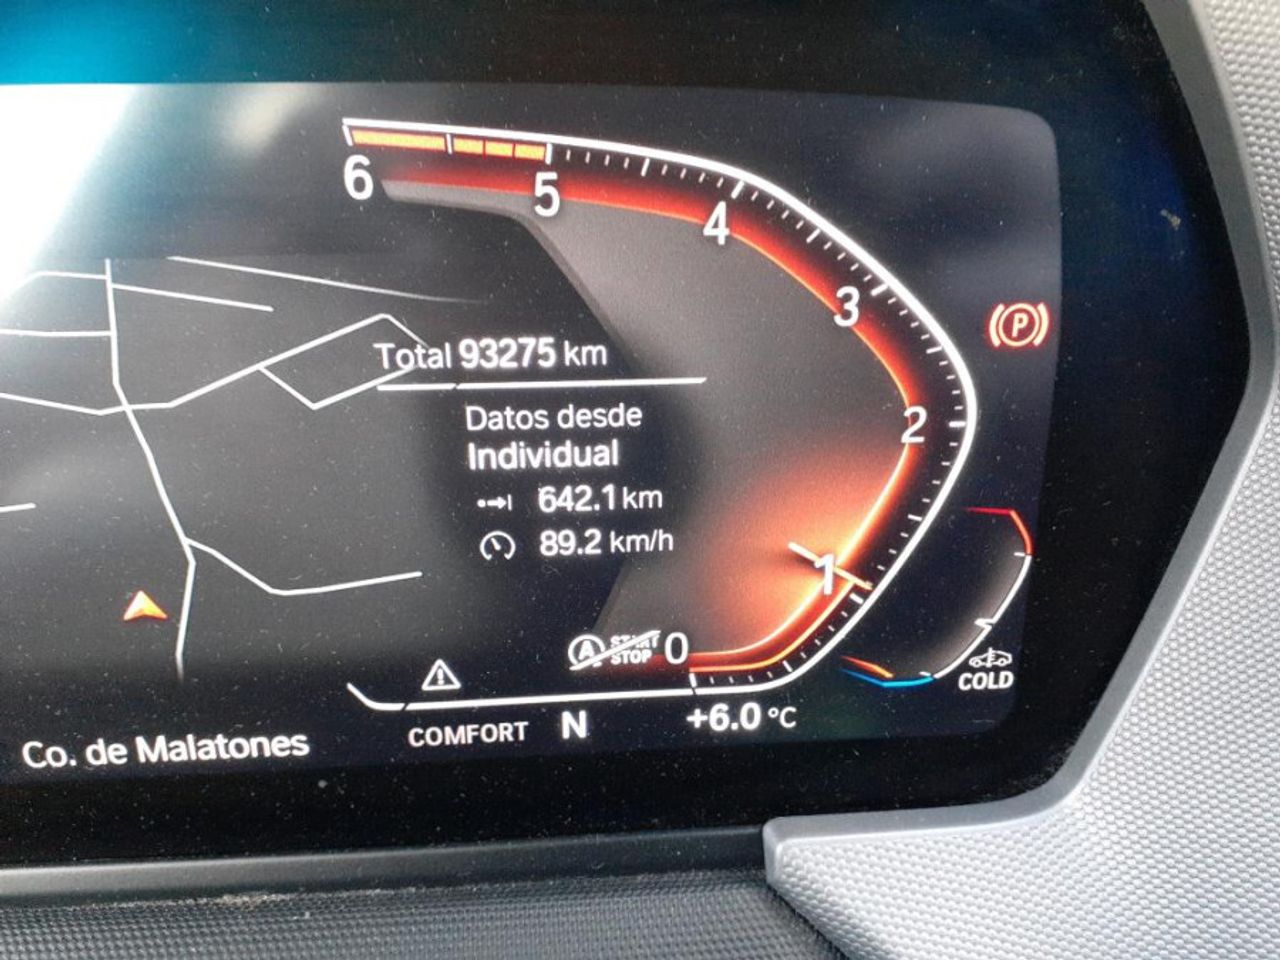 6
5
4
3
2
1
0
Total 93275 km
Datos desde
Individual
642.1 km
89.2 km/h
(P)
A START
STOP
COLD
COMFORT N +6.0 °C
Co. de Malatones